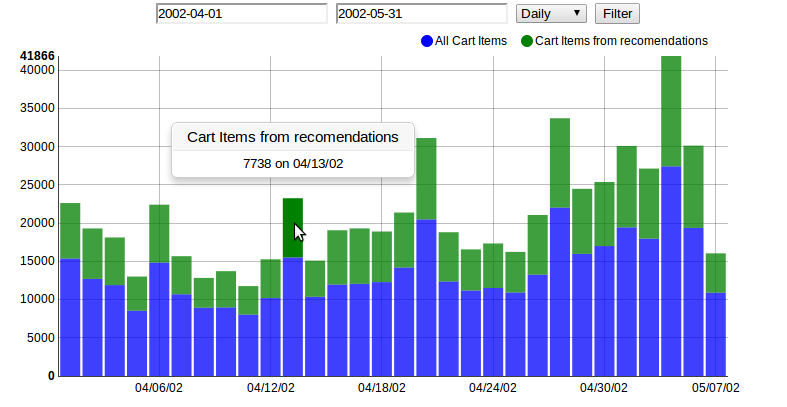 2002-04-01 2002-05-31 Daily Filter
All Cart Items Cart Items from recomendations
41866
40000
35000
30000
Cart Items from recomendations
7738 on 04/13/02
25000
20000
15000
10000
5000
0
04/06/02 04/12/02 04/18/02 04/24/02 04/30/02 05/07/02